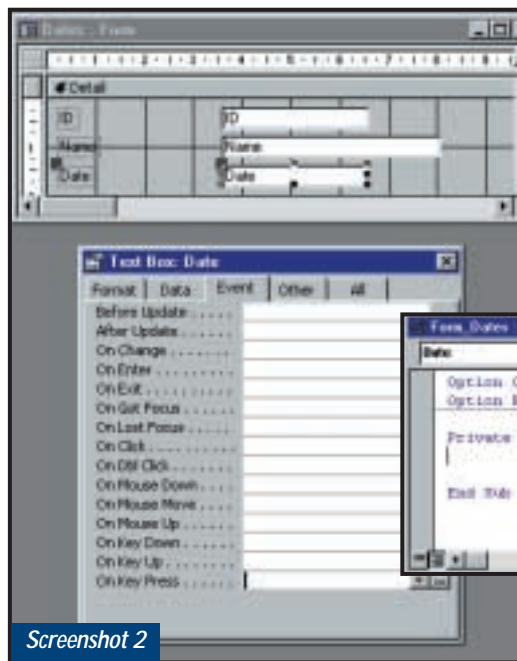 Dates : Form
Detail
ID ID
Name Name
Date Date
Text Box: Date
Format Data Event Other All
Before Update . . . . . .
After Update . . . . . .
On Change . . . . . . . .
On Enter . . . . . . . . .
On Exit . . . . . . . . . .
On Got Focus . . . . . .
On Lost Focus . . . . . .
On Click . . . . . . . . . .
On Dbl Click . . . . . . . .
On Mouse Down . . . .
On Mouse Move . . . .
On Mouse Up . . . . . .
On Key Down . . . . . .
On Key Up . . . . . . . .
On Key Press . . . . . .
Form_Dates
Date
Option
Option
Private
End Sub
Screenshot 2